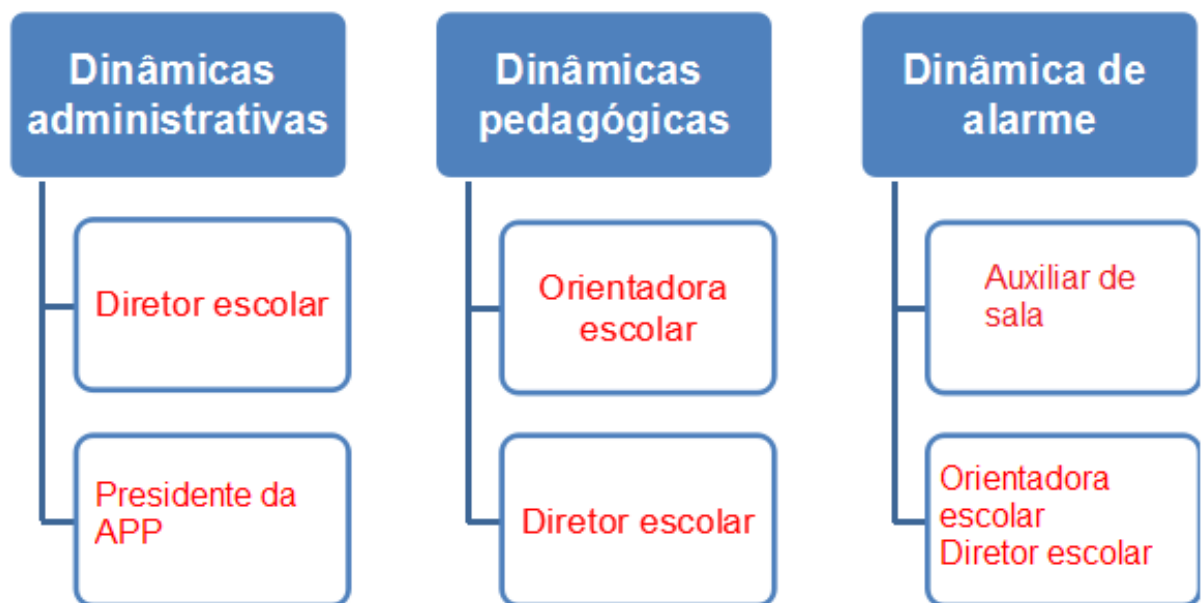 Dinâmicas
administrativas
Diretor escolar
Presidente da
APP
Dinâmicas
pedagógicas
Orientadora
escolar
Diretor escolar
Dinâmica de
alarme
Auxiliar de
sala
Orientadora
escolar
Diretor escolar